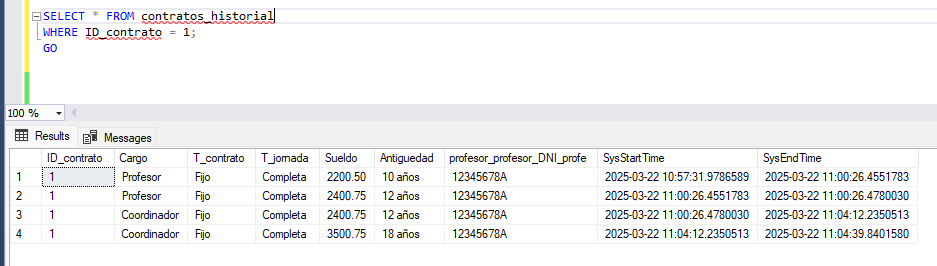 SELECT * FROM contratos_historial
WHERE ID_contrato = 1;
GO
100 %
Results Messages
ID_contrato Cargo T_contrato T_jornada Sueldo Antiguedad profesor_profesor_DNI_profe SysStartTime SysEndTime
1 1 Profesor Fijo Completa 2200.50 10 años 12345678A 2025-03-22 10:57:31.9786589 2025-03-22 11:00:26.4551783
2 1 Profesor Fijo Completa 2400.75 12 años 12345678A 2025-03-22 11:00:26.4551783 2025-03-22 11:00:26.4780030
3 1 Coordinador Fijo Completa 2400.75 12 años 12345678A 2025-03-22 11:00:26.4780030 2025-03-22 11:04:12.2350513
4 1 Coordinador Fijo Completa 3500.75 18 años 12345678A 2025-03-22 11:04:12.2350513 2025-03-22 11:04:39.8401580